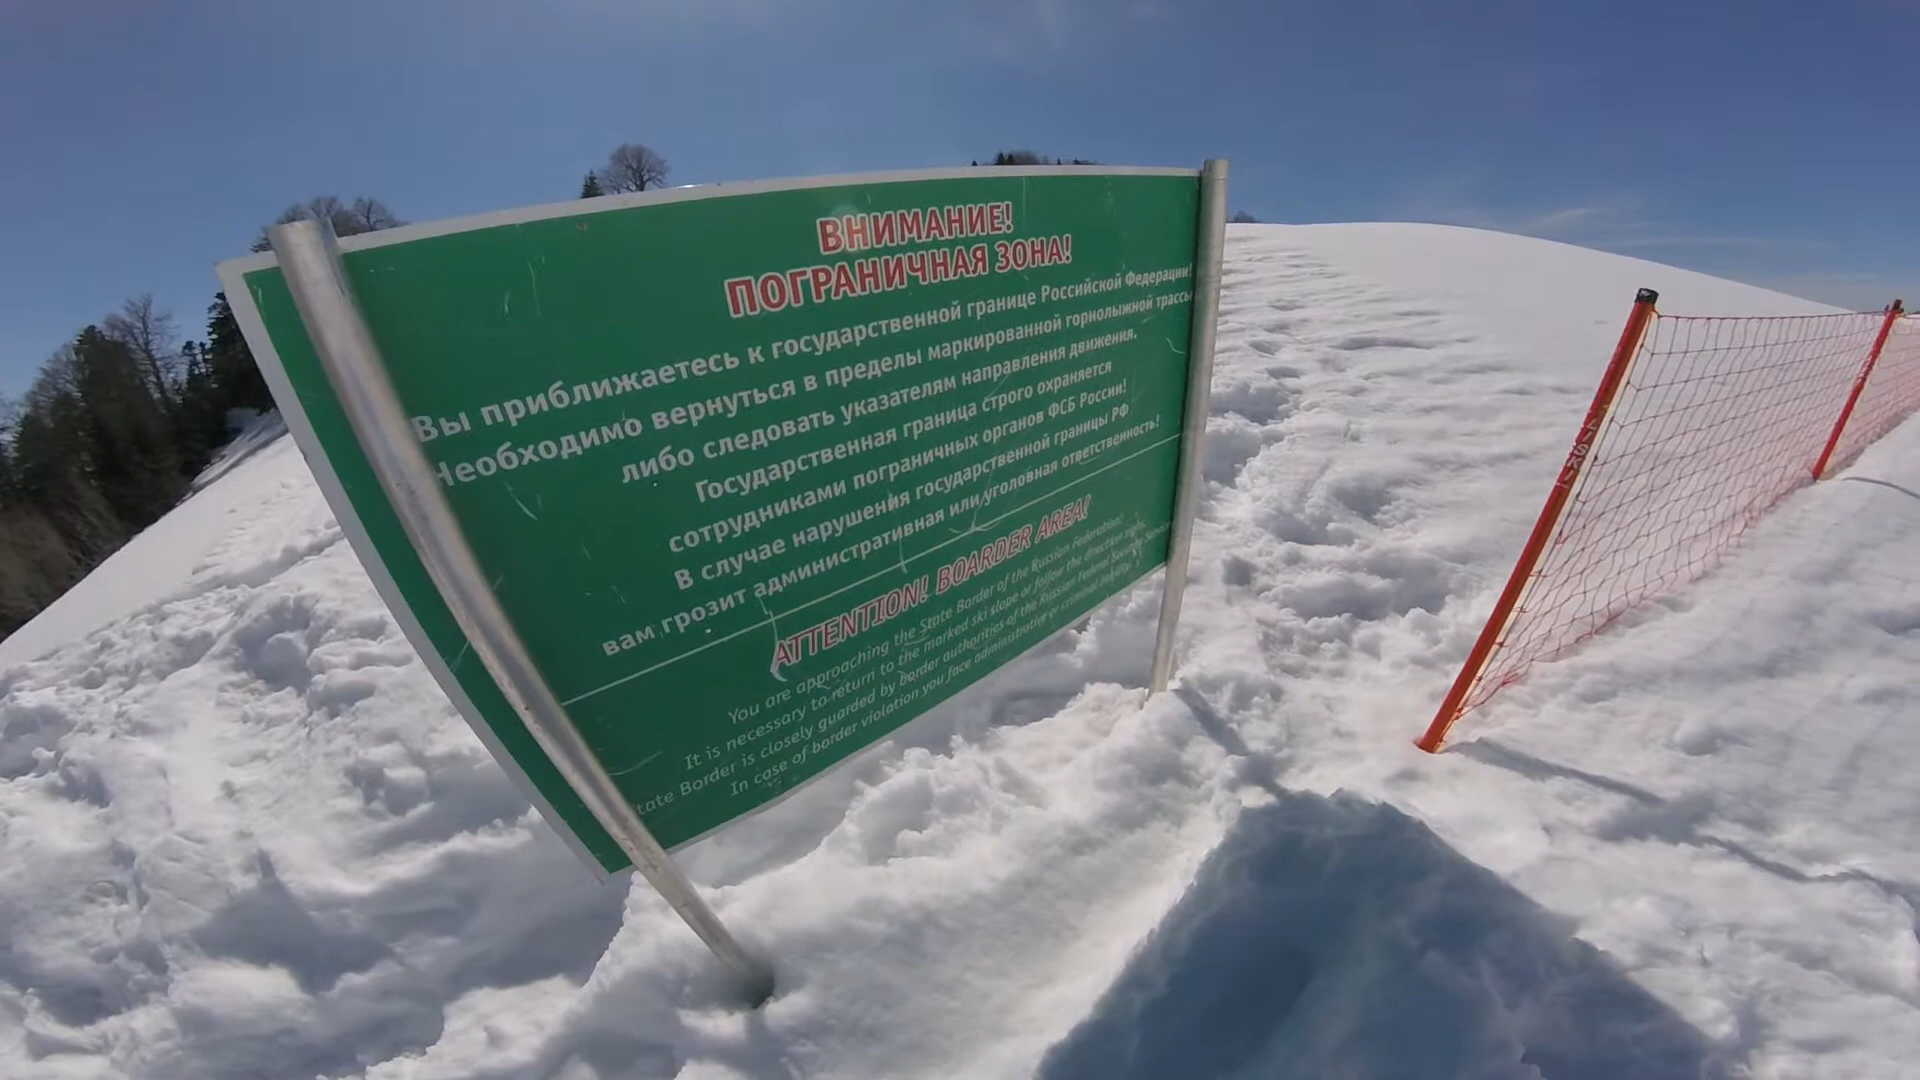 ВНИМАНИЕ!
ПОГРАНИЧНАЯ ЗОНА!
Вы приближаетесь к государственной границе Российской Федерации!
Необходимо вернуться в пределы маркированной горнолыжной трассы
либо следовать указателям направления движения.
Государственная граница строго охраняется
сотрудниками пограничных органов ФСБ России!
В случае нарушения государственной границы РФ
вам грозит административная или уголовная ответственность!
ATTENTION! BOARDER AREA!
You are approaching the State Border of the Russian Federation!
It is necessary to return to the marked ski slope or follow the direction
State Border is closely guarded by border authorities of the Russian Federal Security Service
In case of border violation you face administrative or criminal